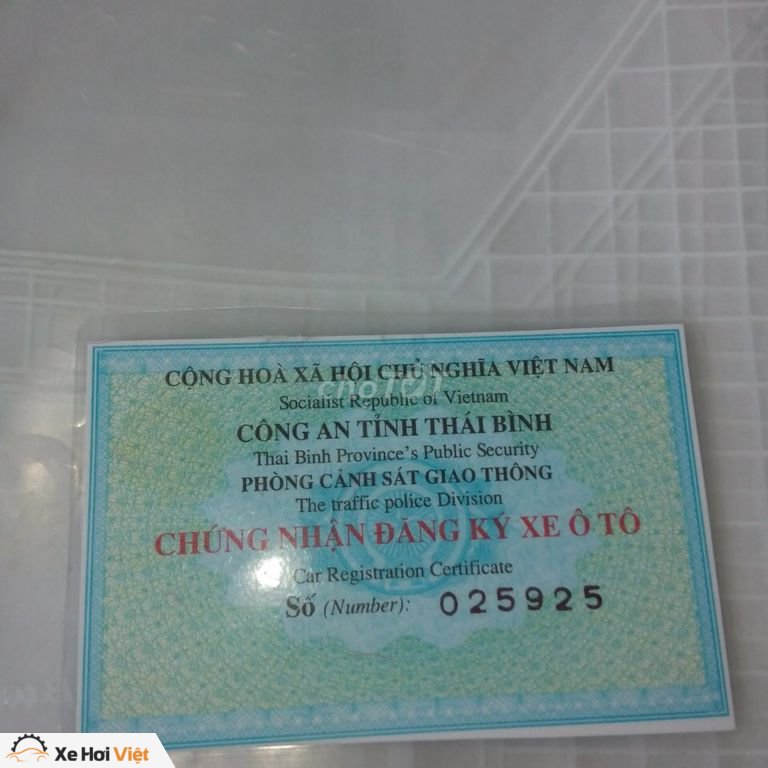 CỘNG HOÀ XÃ HỘI CHỦ NGHĨA VIỆT NAM
Socialist Republic of Vietnam
CÔNG AN TỈNH THÁI BÌNH
Thai Binh Province's Public Security
PHÒNG CẢNH SÁT GIAO THÔNG
The traffic police Division
CHỨNG NHẬN ĐĂNG KÝ XE Ô TÔ
Car Registration Certificate
Số (Number): 025925
chợ TỐT
Xe Hơi Việt